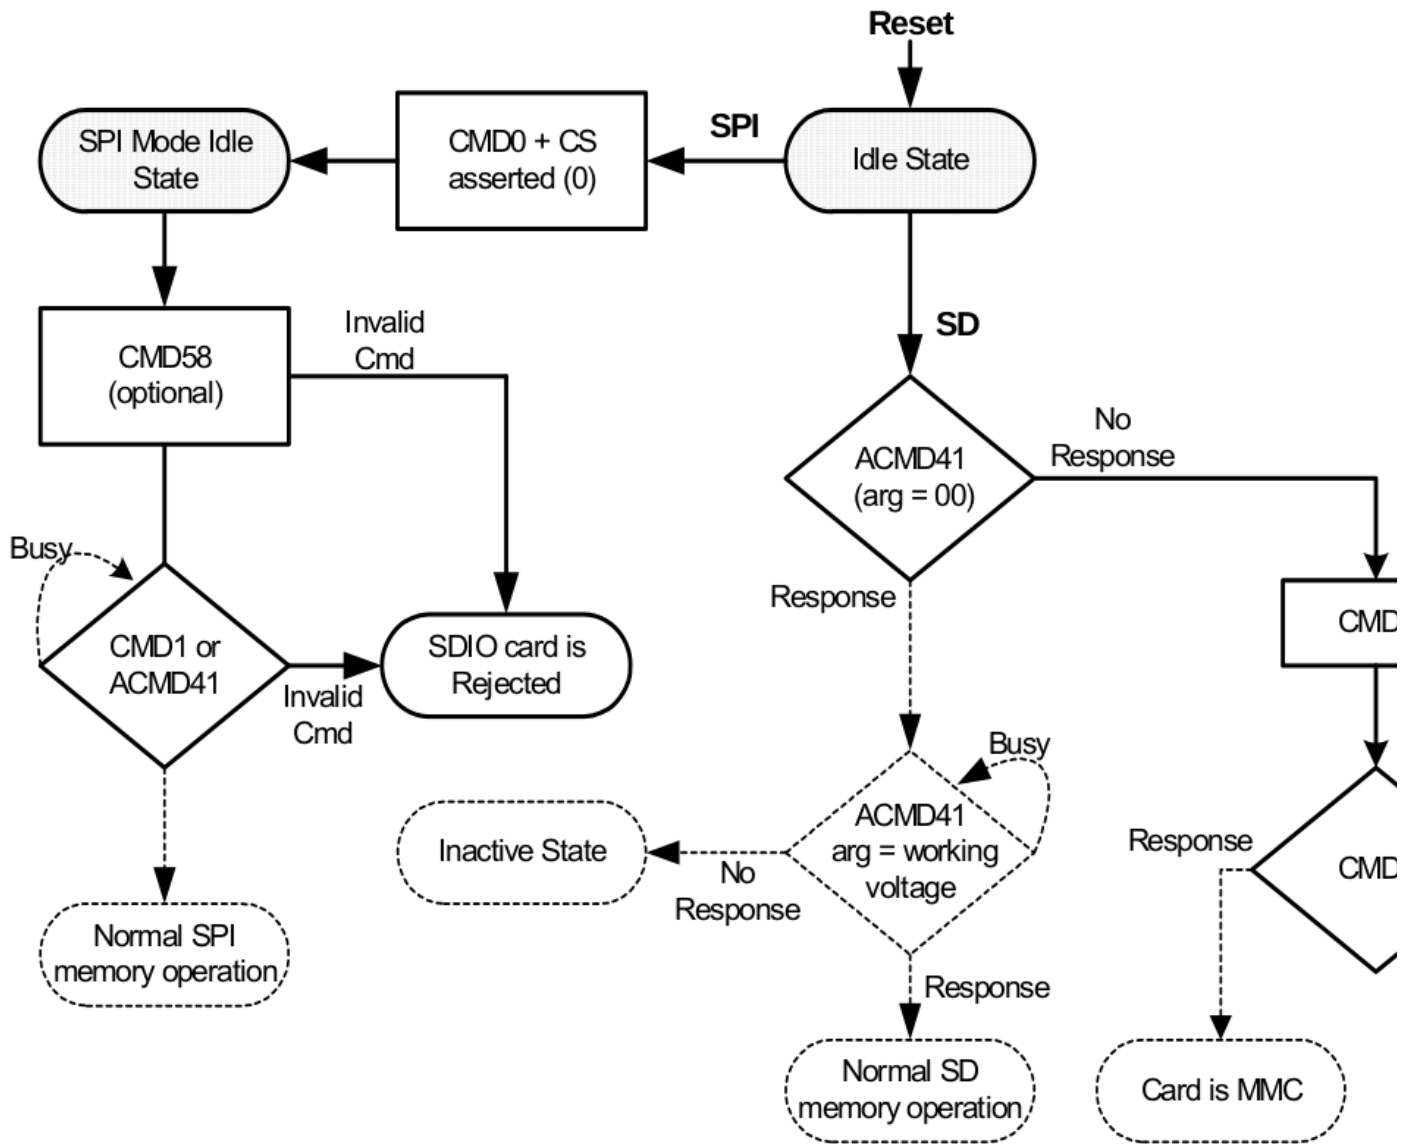 Reset
SPI Mode Idle
State
CMD0 + CS
asserted (0)
SPI
Idle State
CMD58
(optional)
Invalid
Cmd
SD
ACMD41
(arg = 00)
No
Response
Busy
CMD1 or
ACMD41
Invalid
Cmd
SDIO card is
Rejected
Response
CMD
Inactive State
No
Response
ACMD41
arg = working
voltage
Busy
Response
CMD
Normal SPI
memory operation
Response
Normal SD
memory operation
Card is MMC